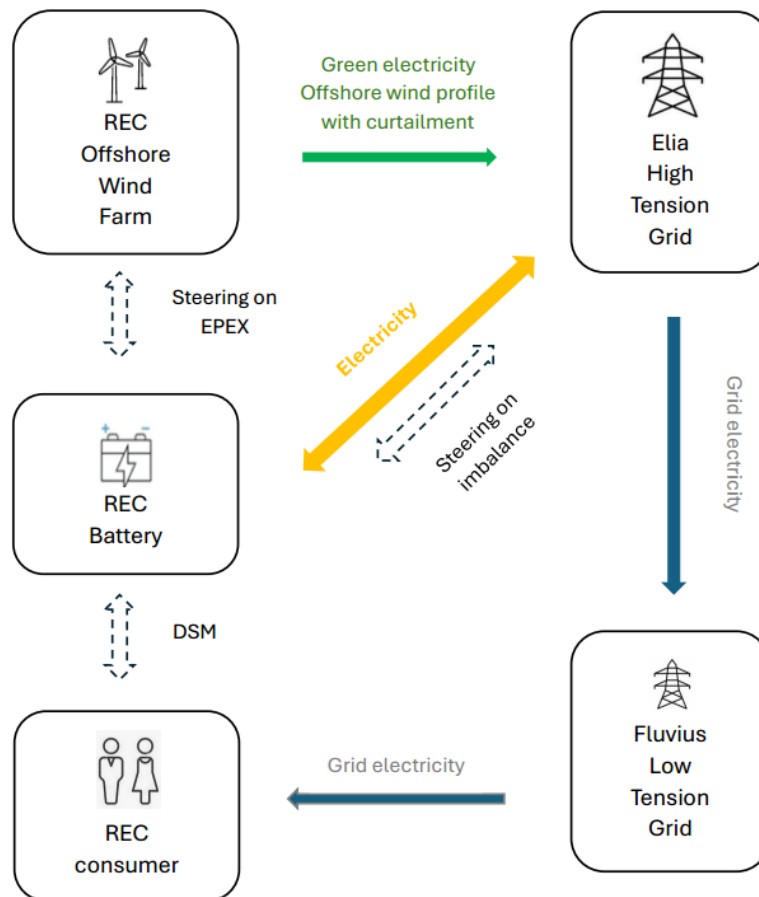 REC
Offshore
Wind
Farm
Green electricity
Offshore wind profile
with curtailment
Elia
High
Tension
Grid
Steering on
EPEX
Electricity
Steering on
imbalance
Grid electricity
+ -
REC
Battery
DSM
REC
consumer
Grid electricity
Fluvius
Low
Tension
Grid